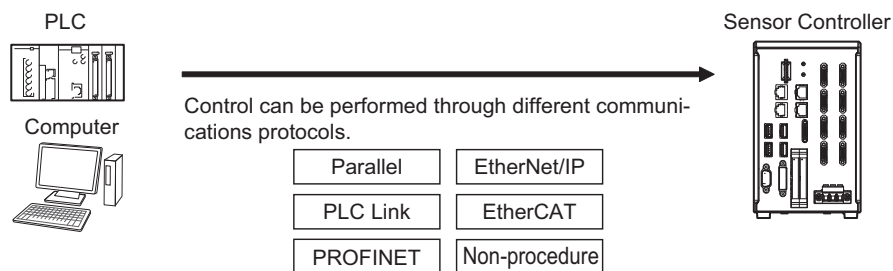 PLC
Sensor Controller
Control can be performed through different communi-
cations protocols.
Computer
Parallel
EtherNet/IP
PLC Link
EtherCAT
PROFINET
Non-procedure